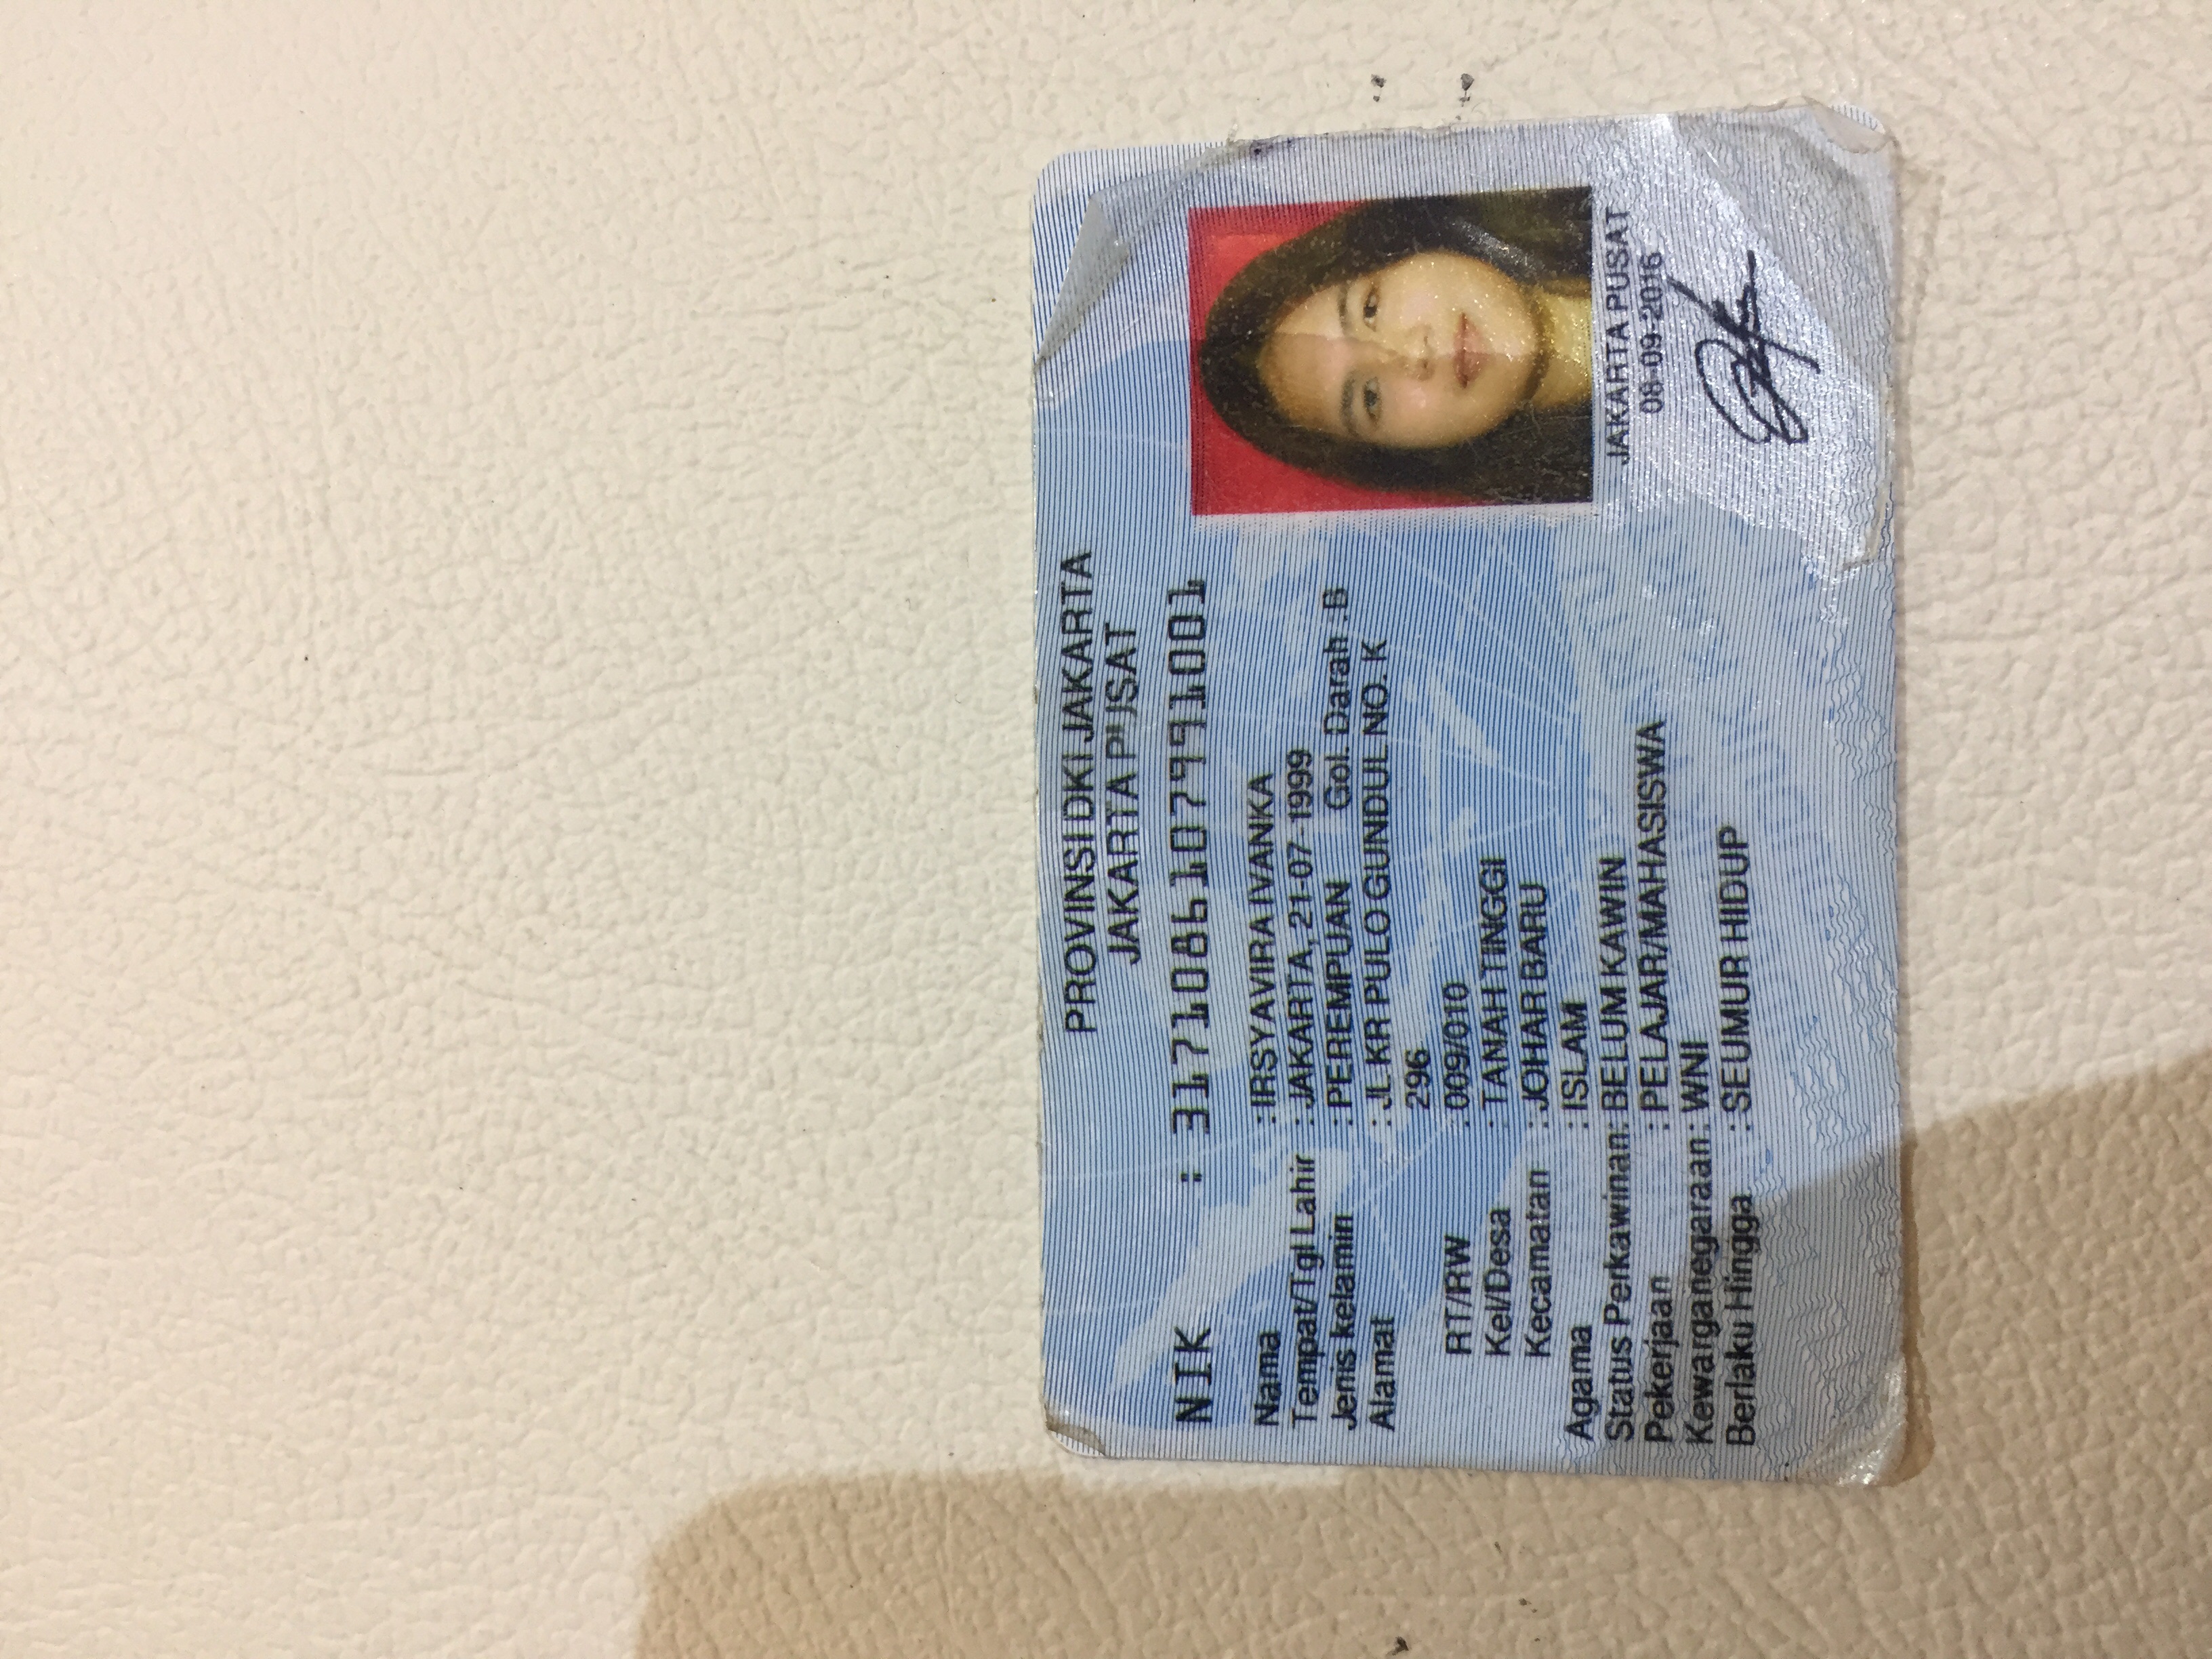 PROVINSI DKI JAKARTA
JAKARTA PUSAT
NIK : 3171086107991001
Nama : IRSYAVIRA IVANKA
Tempat/Tgl Lahir : JAKARTA, 21-07-1999
Jenis kelamin : PEREMPUAN Gol. Darah : B
Alamat : JL KR PULO GUNDUL NO. K
296
RT/RW : 009/010
Kel/Desa : TANAH TINGGI
Kecamatan : JOHAR BARU
Agama : ISLAM
Status Perkawinan: BELUM KAWIN
Pekerjaan : PELAJAR/MAHASISWA
Kewarganegaraan: WNI
Berlaku Hingga : SEUMUR HIDUP
JAKARTA PUSAT
08-09-2016